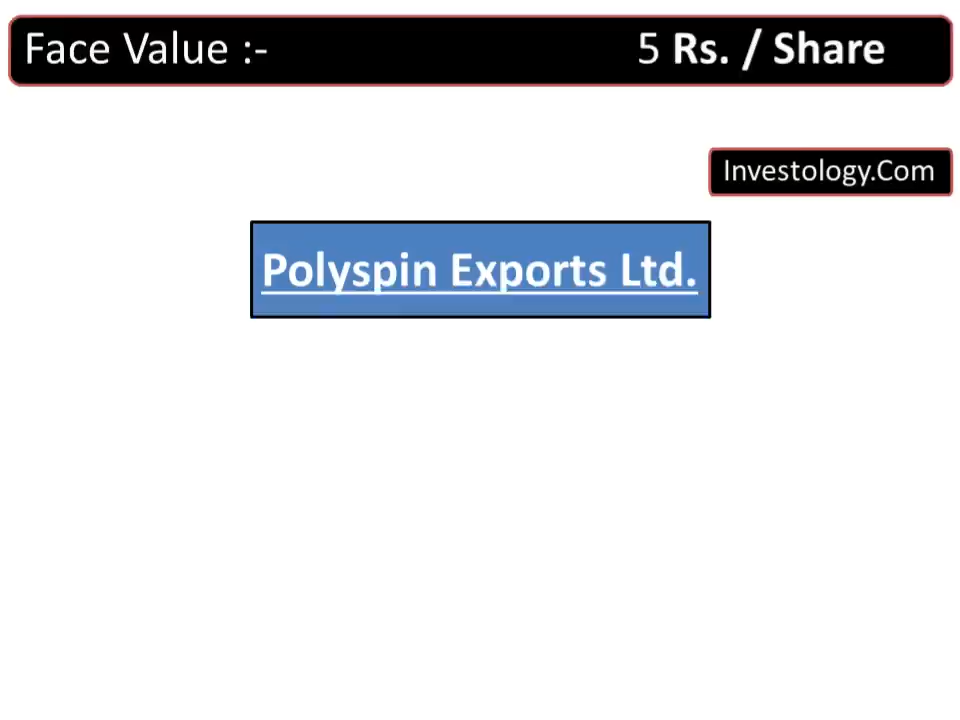 Face Value :- 5 Rs. / Share
Investology.Com
Polyspin Exports Ltd.